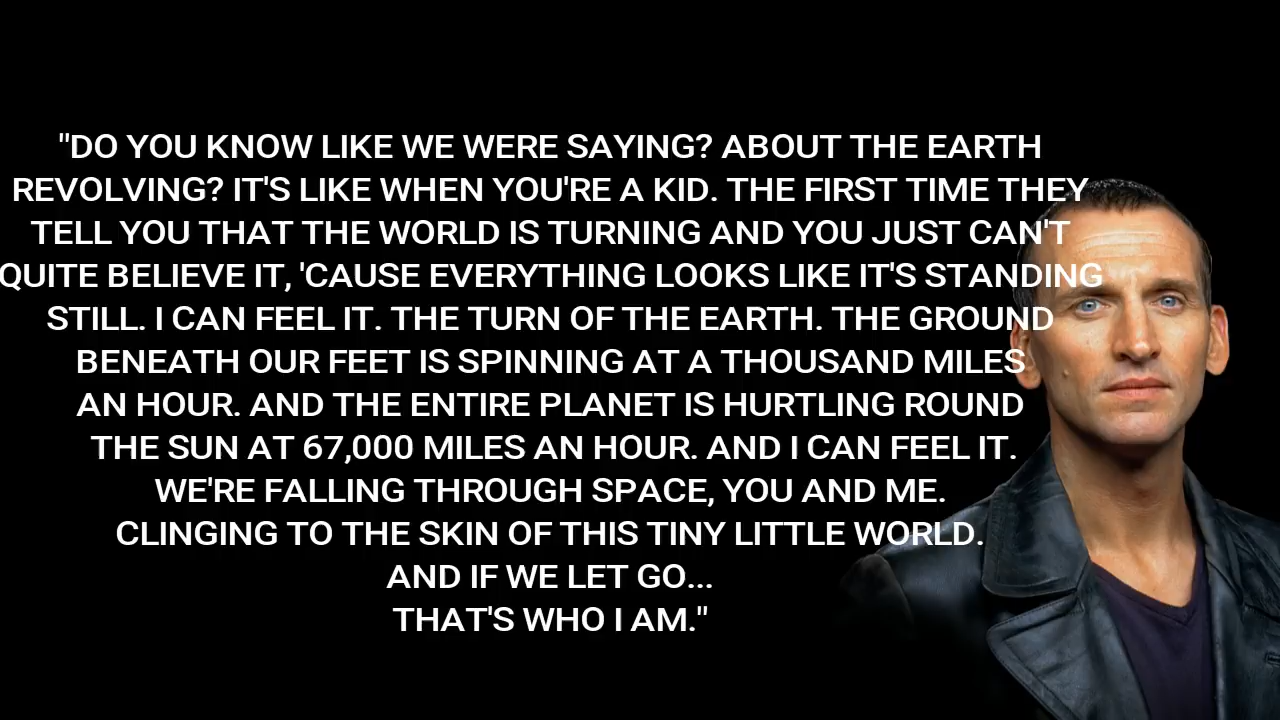 "DO YOU KNOW LIKE WE WERE SAYING? ABOUT THE EARTH
REVOLVING? IT'S LIKE WHEN YOU'RE A KID. THE FIRST TIME THEY
TELL YOU THAT THE WORLD IS TURNING AND YOU JUST CAN'T
QUITE BELIEVE IT, 'CAUSE EVERYTHING LOOKS LIKE IT'S STANDING
STILL. I CAN FEEL IT. THE TURN OF THE EARTH. THE GROUND
BENEATH OUR FEET IS SPINNING AT A THOUSAND MILES
AN HOUR. AND THE ENTIRE PLANET IS HURTLING ROUND
THE SUN AT 67,000 MILES AN HOUR. AND I CAN FEEL IT.
WE'RE FALLING THROUGH SPACE, YOU AND ME.
CLINGING TO THE SKIN OF THIS TINY LITTLE WORLD.
AND IF WE LET GO...
THAT'S WHO I AM."